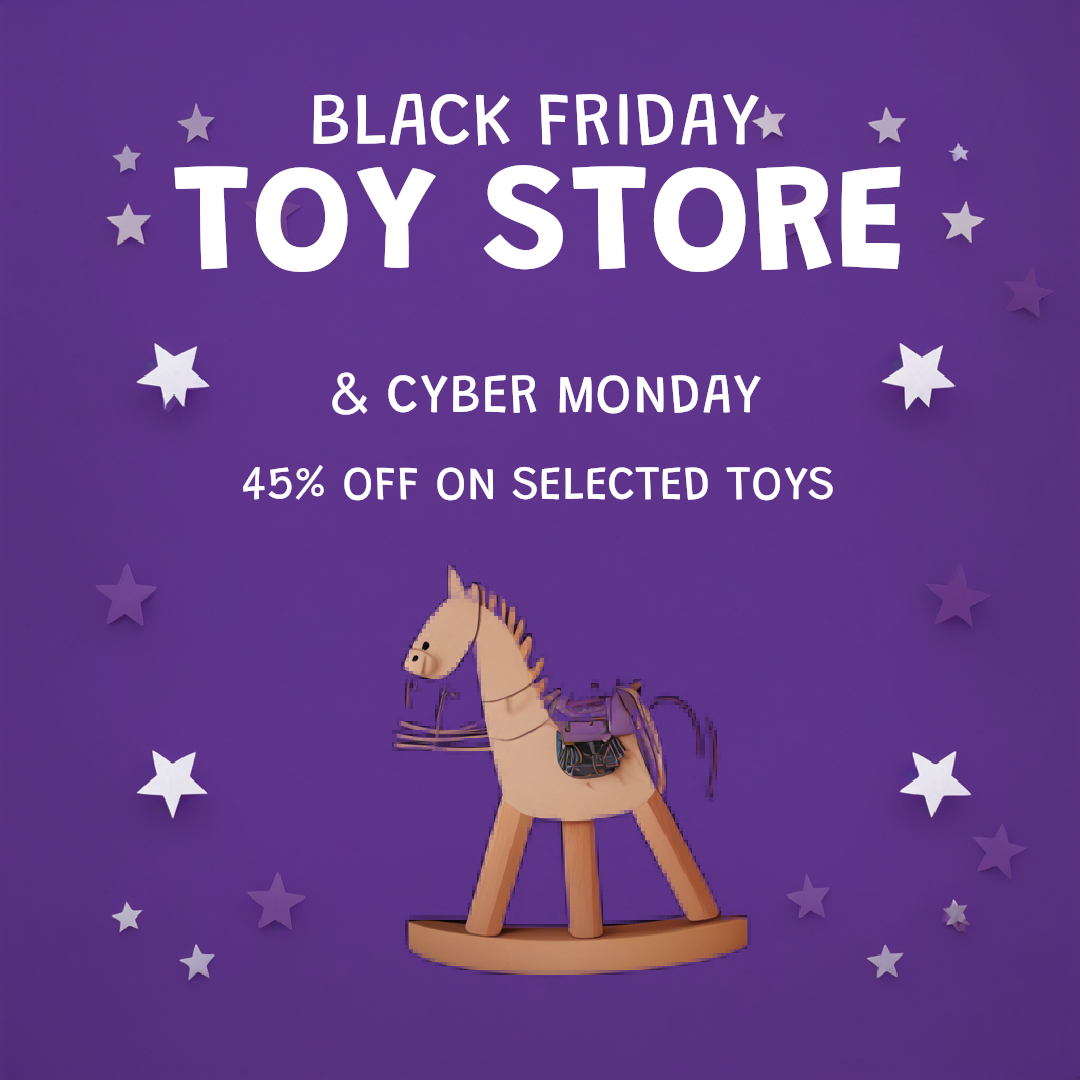 BLACK FRIDAY
TOY STORE
& CYBER MONDAY
45% OFF ON SELECTED TOYS